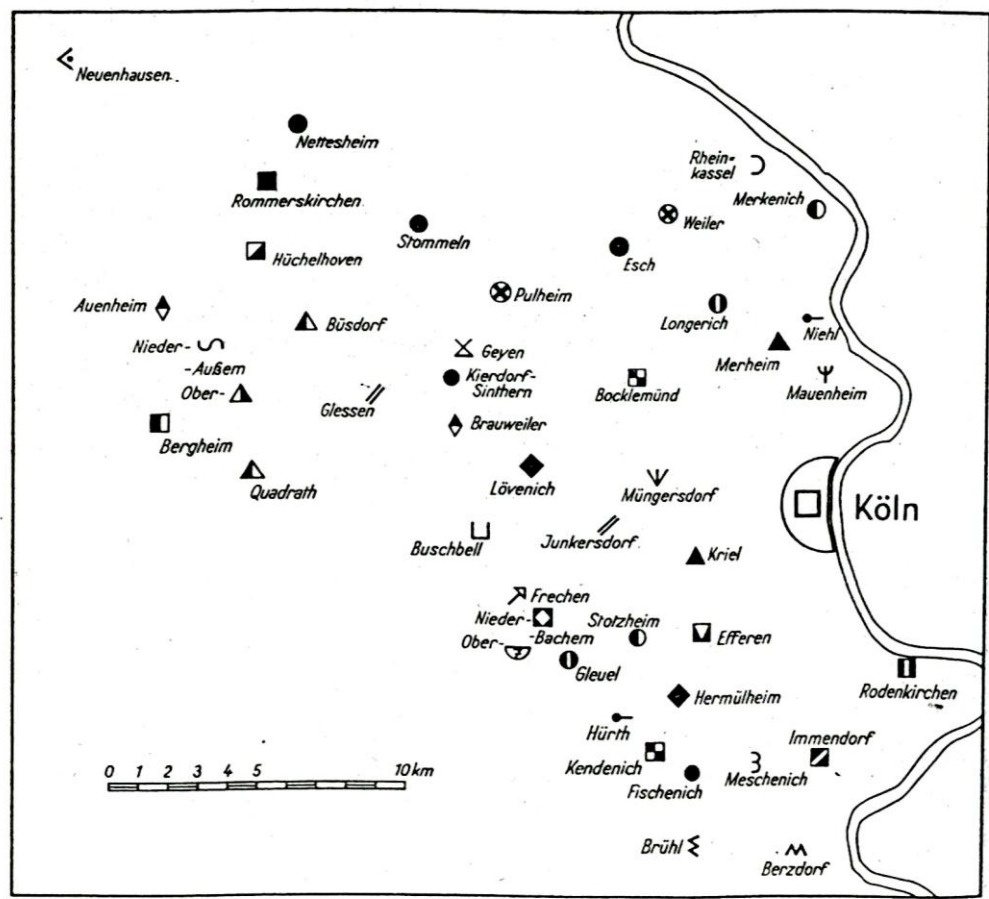 Neuenhausen
Nettesheim
Rhein-
kassel
Rommerskirchen
Merkenich
Weiler
Stommeln
Esch
Hüchelhoven
Pulheim
Auenheim
Büsdorf
Longerich
Niehl
Nieder-
-Außem
Ober-
Geyen
Merheim
Kierdorf-
Sinthern
Bocklemünd
Mauenheim
Glessen
Brauweiler
Bergheim
Quadrath
Lövenich
Müngersdorf
Köln
Buschbell
Junkersdorf
Kriel
Frechen
Nieder-
-Bachem
Ober-
Stotzheim
Efferen
Gleuel
Rodenkirchen
Hermülheim
Hürth
Immendorf
Kendenich
Meschenich
0 1 2 3 4 5 10 km
Fischenich
Brühl
Berzdorf